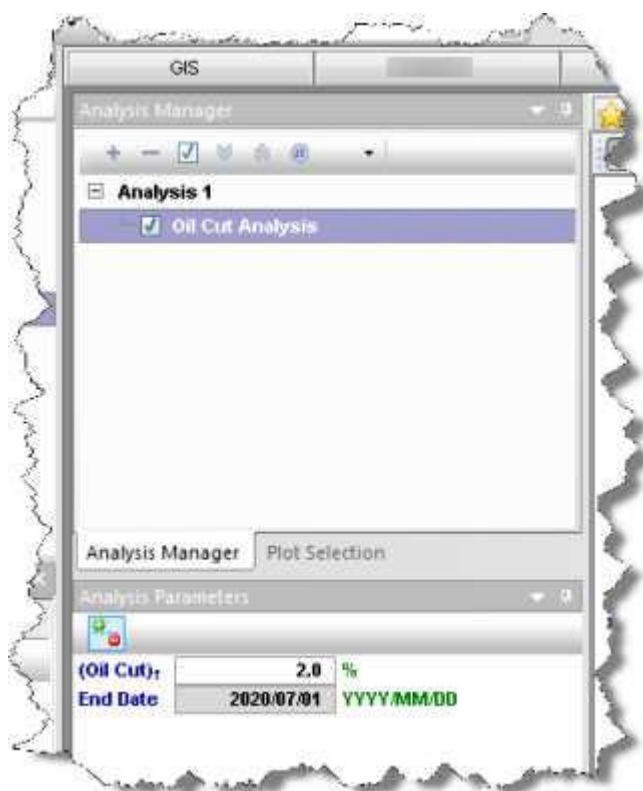 GIS
Analysis Manager
Analysis 1
Oil Cut Analysis
Analysis Manager Plot Selection
Analysis Parameters
(Oil Cut)f 2.0 %
End Date 2020/07/01 YYYY/MM/DD